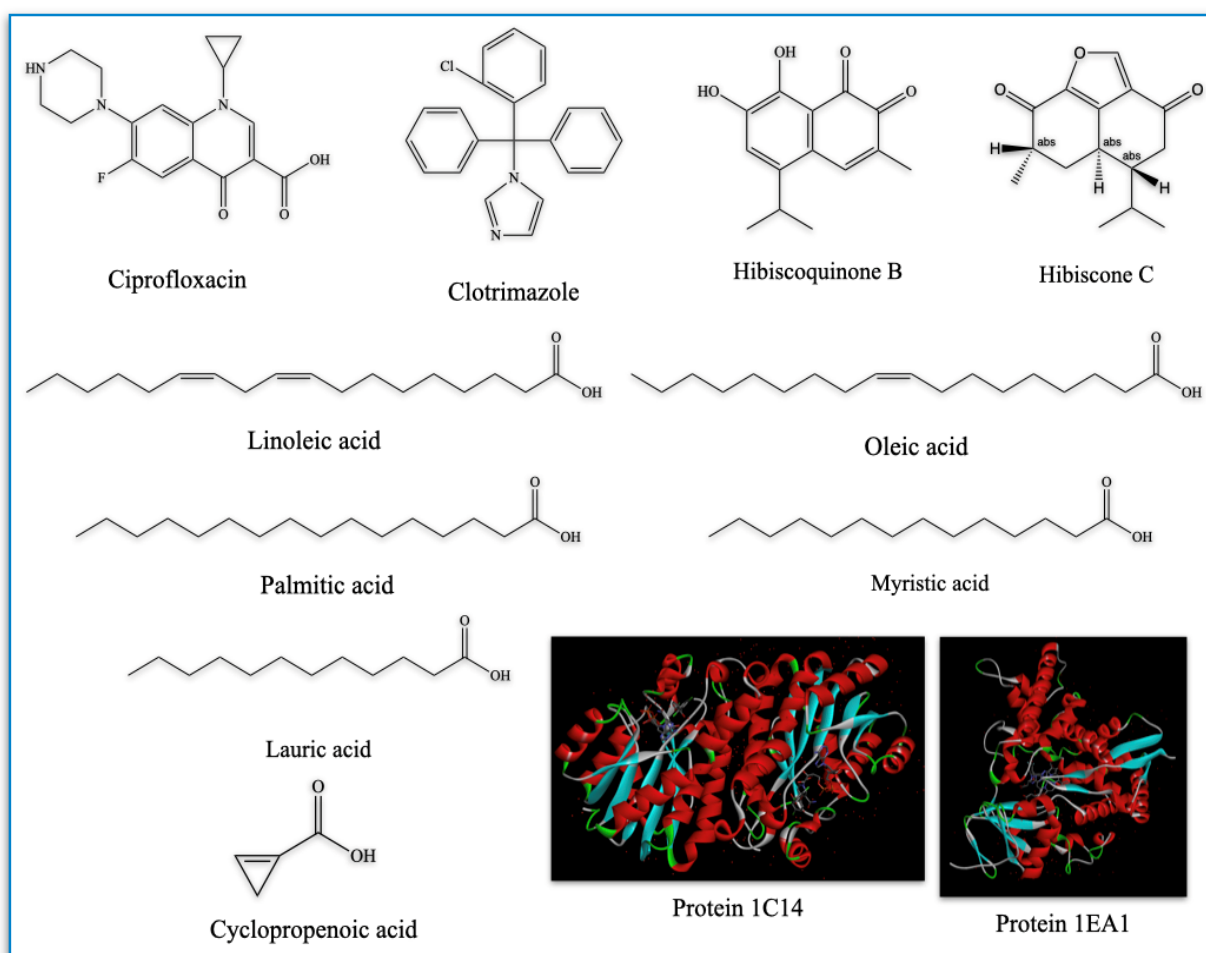 HN
N
N
F
O
O
OH
Ciprofloxacin
Cl
N
N
Clotrimazole
OH
O
HO
O
Hibiscoquinone B
O
O
O
H
abs
abs
abs
H
H
Hibiscone C
O
OH
Linoleic acid
O
OH
Oleic acid
O
OH
Palmitic acid
O
OH
Myristic acid
O
OH
Lauric acid
O
OH
Cyclopropenoic acid
Protein 1C14
Protein 1EA1